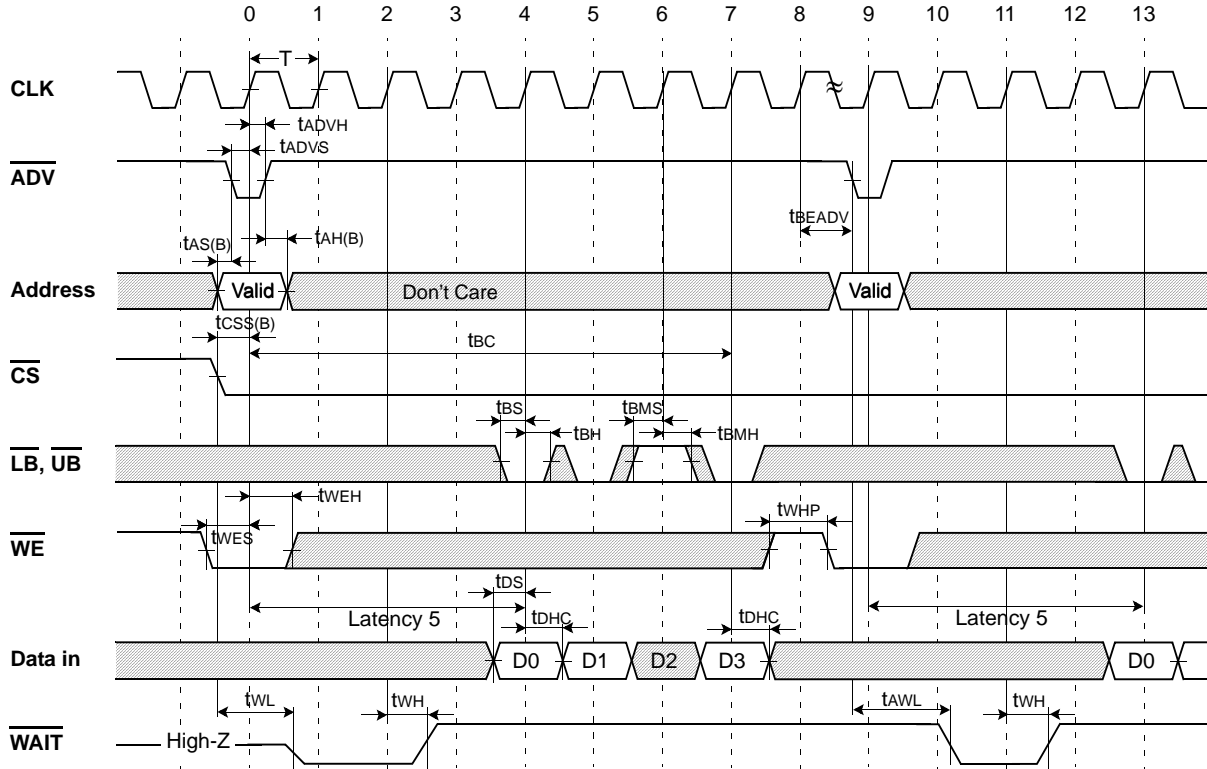 0 1 2 3 4 5 6 7 8 9 10 11 12 13
T
CLK
tADVH
tADVS
ADV
tBEADV
tAS(B) tAH(B)
Address Valid Don't Care Valid
tCSS(B)
tBC
CS
tBS tBMS
tBH tBMH
LB, UB
tWEH tWHP
tWES
WE
tDS
Latency 5 tDHC tDHC Latency 5
Data in D0 D1 D2 D3 D0
tWL tWH tAWL tWH
WAIT High-Z